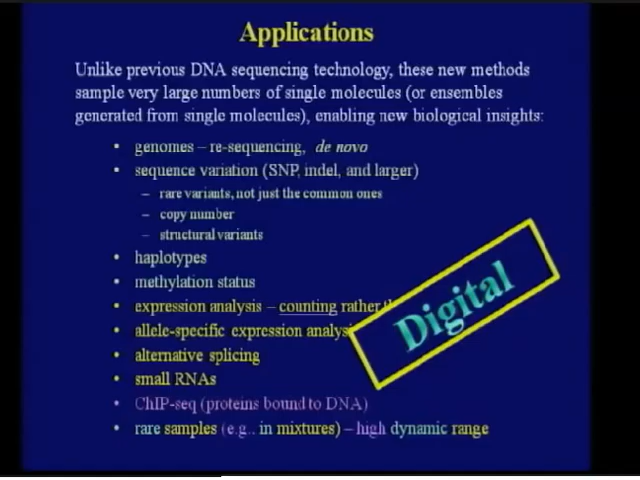 Applications
Unlike previous DNA sequencing technology, these new methods
sample very large numbers of single molecules (or ensembles
generated from single molecules), enabling new biological insights:
• genomes – re-sequencing, de novo
• sequence variation (SNP, indel, and larger)
– rare variants, not just the common ones
– copy number
– structural variants
• haplotypes
• methylation status
• expression analysis – counting rather
• allele-specific expression analysis
• alternative splicing
• small RNAs
• ChIP-seq (proteins bound to DNA)
• rare samples (e.g., in mixtures) – high dynamic range
Digital